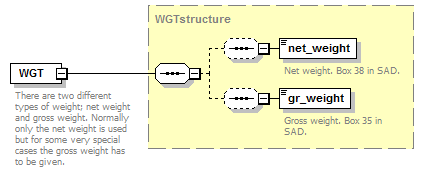 WGTstructure
net_weight
Net weight. Box 38 in SAD.
WGT
There are two different
types of weight; net weight
and gross weight. Normally
only the net weight is used
but for some very special
cases the gross weight has
to be given.
gr_weight
Gross weight. Box 35 in
SAD.